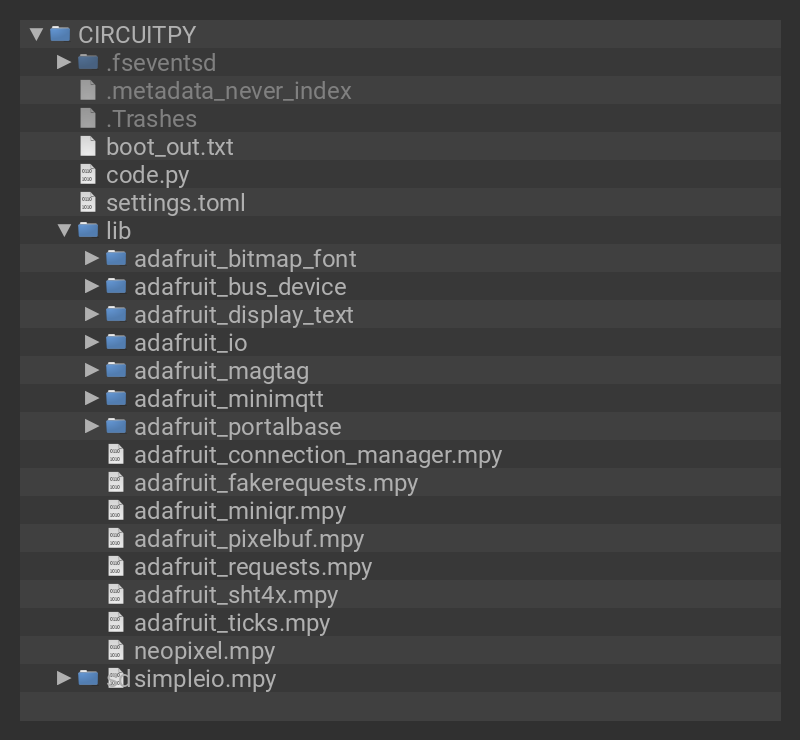 CIRCUITPY
.fseventsd
.metadata_never_index
.Trashes
boot_out.txt
code.py
settings.toml
lib
adafruit_bitmap_font
adafruit_bus_device
adafruit_display_text
adafruit_io
adafruit_magtag
adafruit_minimqtt
adafruit_portalbase
adafruit_connection_manager.mpy
adafruit_fakerequests.mpy
adafruit_miniqr.mpy
adafruit_pixelbuf.mpy
adafruit_requests.mpy
adafruit_sht4x.mpy
adafruit_ticks.mpy
neopixel.mpy
sd simpleio.mpy